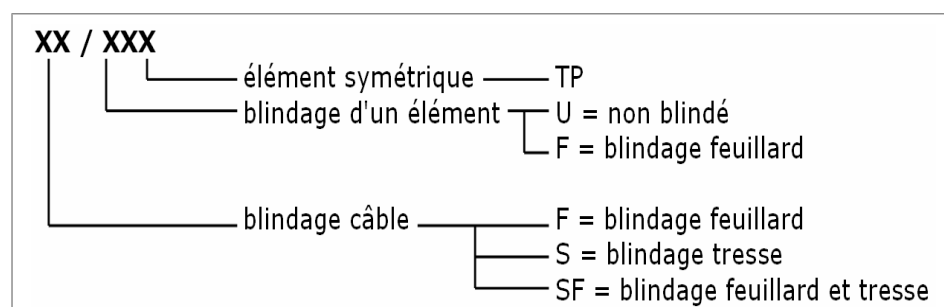 XX / XXX
élément symétrique TP
blindage d'un élément U = non blindé
F = blindage feuillard
blindage câble F = blindage feuillard
S = blindage tresse
SF = blindage feuillard et tresse